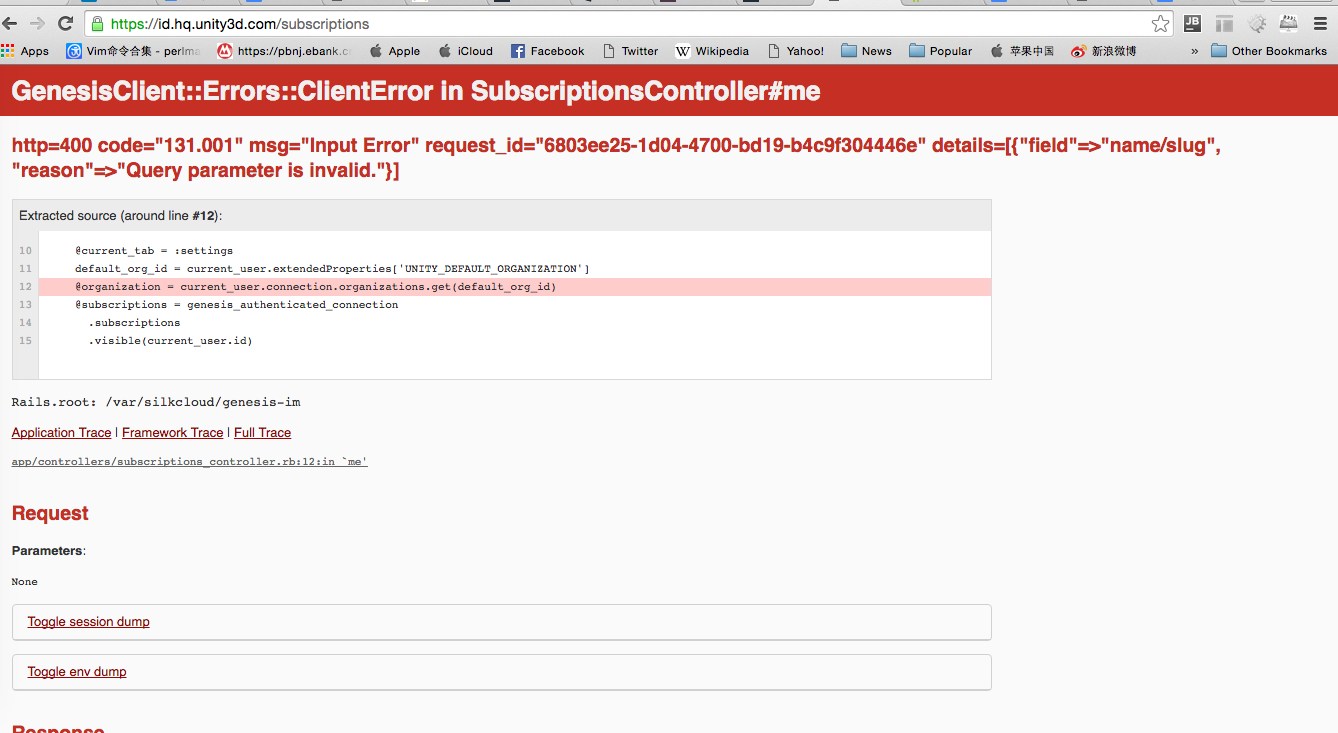 https://id.hq.unity3d.com/subscriptions
JB
Apps Vim命令合集 - perlma https://pbnj.ebank.c Apple iCloud Facebook Twitter W Wikipedia Yahoo! News Popular 苹果中国 新浪微博 » Other Bookmarks
GenesisClient::Errors::ClientError in SubscriptionsController#me
http=400 code="131.001" msg="Input Error" request_id="6803ee25-1d04-4700-bd19-b4c9f304446e" details=[{"field"=>"name/slug",
"reason"=>"Query parameter is invalid."}]
Extracted source (around line #12):
10 @current_tab = :settings
11 default_org_id = current_user.extendedProperties['UNITY_DEFAULT_ORGANIZATION']
12 @organization = current_user.connection.organizations.get(default_org_id)
13 @subscriptions = genesis_authenticated_connection
14 .subscriptions
15 .visible(current_user.id)
Rails.root: /var/silkcloud/genesis-im
Application Trace | Framework Trace | Full Trace
app/controllers/subscriptions_controller.rb:12:in `me'
Request
Parameters:
None
Toggle session dump
Toggle env dump
Response